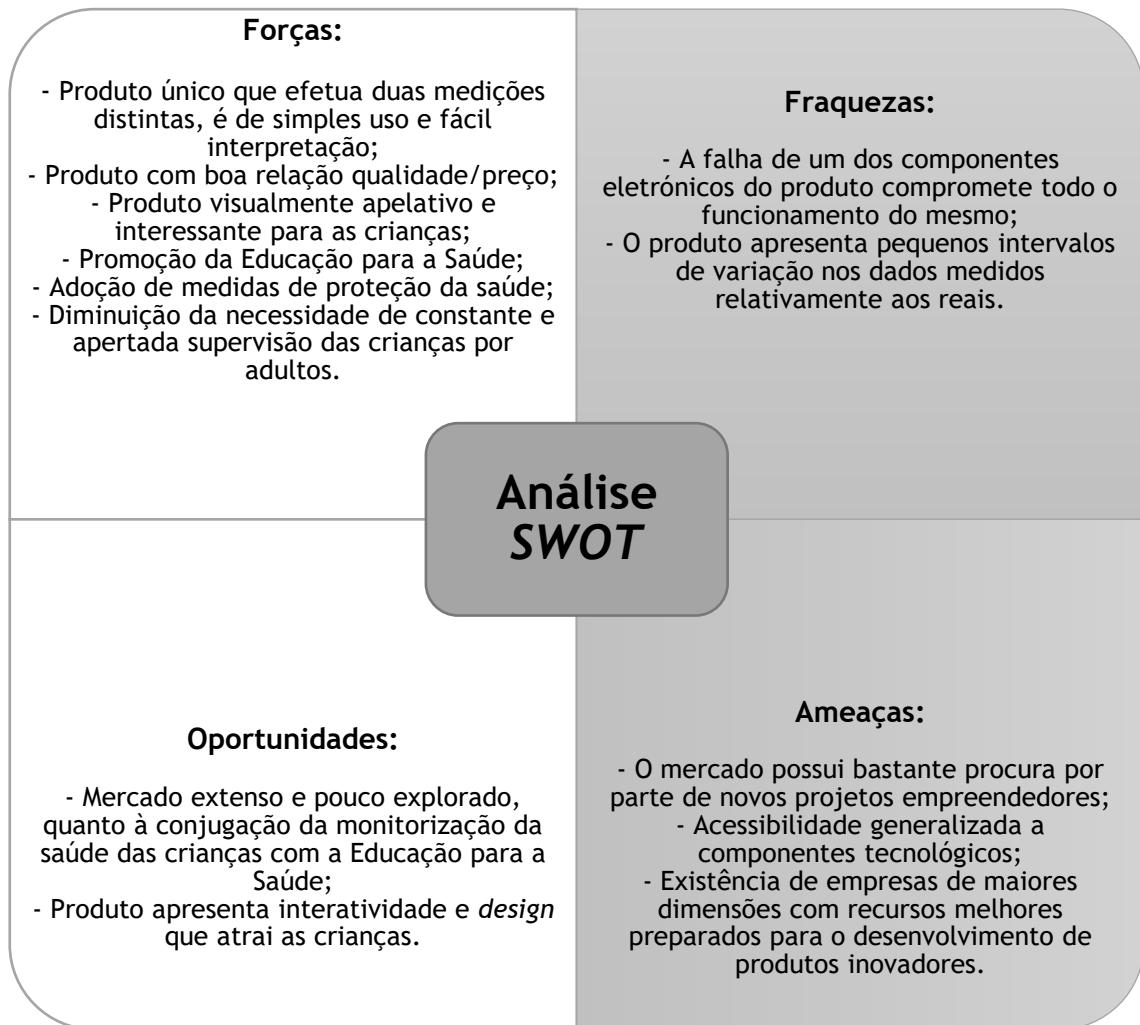 Forças:
- Produto único que efetua duas medições
distintas, é de simples uso e fácil
interpretação;
- Produto com boa relação qualidade/preço;
- Produto visualmente apelativo e
interessante para as crianças;
- Promoção da Educação para a Saúde;
- Adoção de medidas de proteção da saúde;
- Diminuição da necessidade de constante e
apertada supervisão das crianças por
adultos.
Fraquezas:
- A falha de um dos componentes
eletrónicos do produto compromete todo o
funcionamento do mesmo;
- O produto apresenta pequenos intervalos
de variação nos dados medidos
relativamente aos reais.
Análise
SWOT
Oportunidades:
- Mercado extenso e pouco explorado,
quanto à conjugação da monitorização da
saúde das crianças com a Educação para a
Saúde;
- Produto apresenta interatividade e design
que atrai as crianças.
Ameaças:
- O mercado possui bastante procura por
parte de novos projetos empreendedores;
- Acessibilidade generalizada a
componentes tecnológicos;
- Existência de empresas de maiores
dimensões com recursos melhores
preparados para o desenvolvimento de
produtos inovadores.